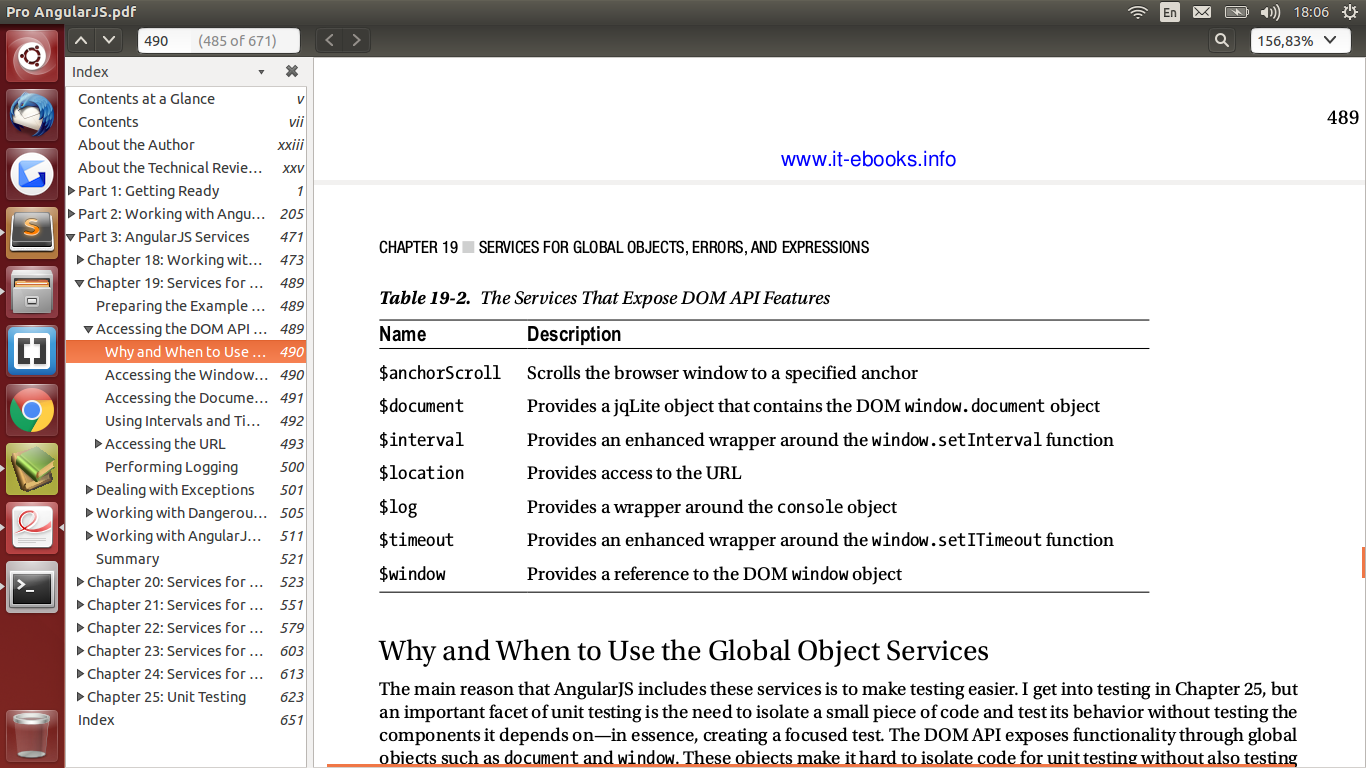 Pro AngularJS.pdf
En
18:06
490 (485 of 671)
156,83%
Index
Contents at a Glance v
Contents vii
About the Author xxiii
About the Technical Revie... xxv
Part 1: Getting Ready 1
Part 2: Working with Angu... 205
Part 3: AngularJS Services 471
Chapter 18: Working wit... 473
Chapter 19: Services for ... 489
Preparing the Example ... 489
Accessing the DOM API ... 489
Why and When to Use ... 490
Accessing the Window... 490
Accessing the Docume... 491
Using Intervals and Ti... 492
Accessing the URL 493
Performing Logging 500
Dealing with Exceptions 501
Working with Dangerou... 505
Working with AngularJ... 511
Summary 521
Chapter 20: Services for ... 523
Chapter 21: Services for ... 551
Chapter 22: Services for ... 579
Chapter 23: Services for ... 603
Chapter 24: Services for ... 613
Chapter 25: Unit Testing 623
Index 651
489
www.it-ebooks.info
CHAPTER 19 SERVICES FOR GLOBAL OBJECTS, ERRORS, AND EXPRESSIONS
Table 19-2. The Services That Expose DOM API Features
Name Description
$anchorScroll Scrolls the browser window to a specified anchor
$document Provides a jqLite object that contains the DOM window.document object
$interval Provides an enhanced wrapper around the window.setInterval function
$location Provides access to the URL
$log Provides a wrapper around the console object
$timeout Provides an enhanced wrapper around the window.setITimeout function
$window Provides a reference to the DOM window object
Why and When to Use the Global Object Services
The main reason that AngularJS includes these services is to make testing easier. I get into testing in Chapter 25, but
an important facet of unit testing is the need to isolate a small piece of code and test its behavior without testing the
components it depends on—in essence, creating a focused test. The DOM API exposes functionality through global
objects such as document and window. These objects make it hard to isolate code for unit testing without also testing